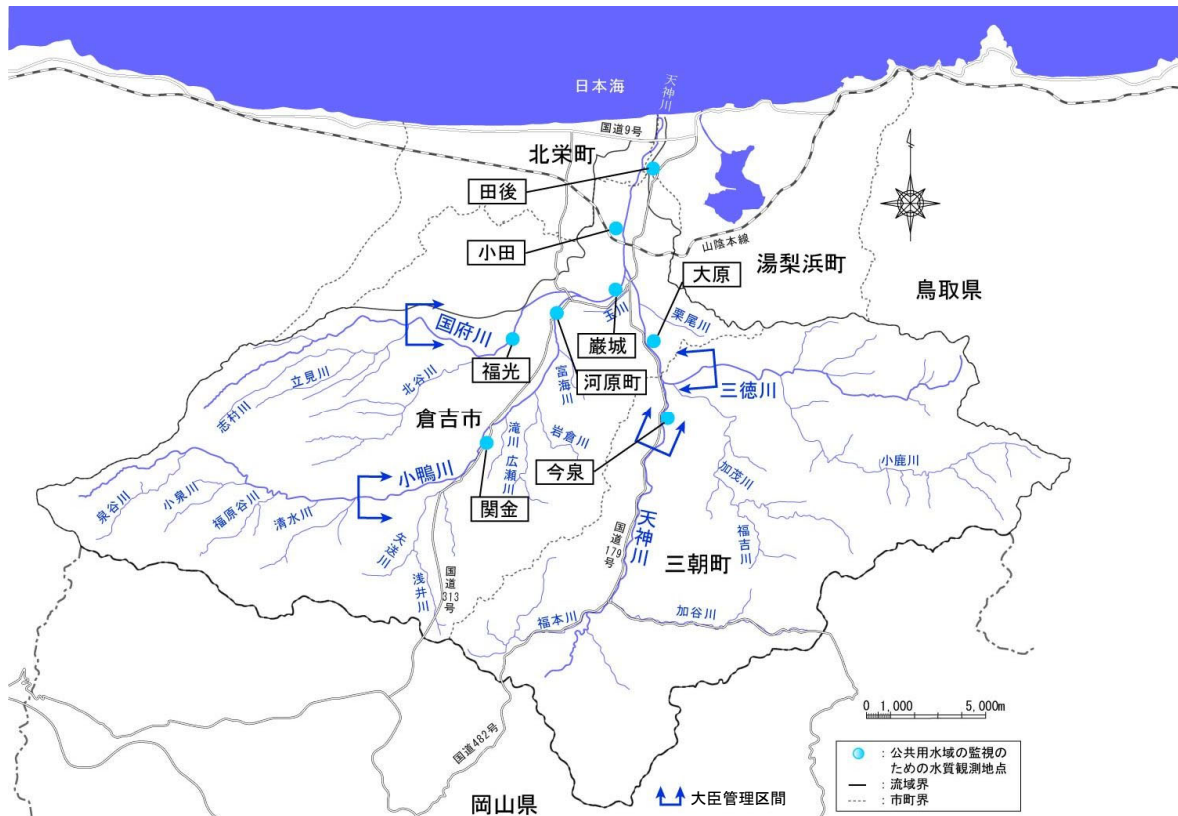 日本海
天神川
国道9号
北栄町
田後
小田
山陰本線
湯梨浜町
鳥取県
大原
国府川
玉川
栗尾川
巌城
福光
河原町
立見川
北谷川
富海川
三徳川
志村川
倉吉市
滝川
広瀬川
岩倉川
今泉
加茂川
小鹿川
小鴨川
関金
泉谷川
小泉川
福原谷川
清水川
矢送川
浅井川
国道
313
号
天神川
国道
179
号
福吉川
三朝町
福本川
加谷川
国道482号
岡山県
0 1,000 5,000m
:公共用水域の監視の
ための水質観測地点
:流域界
:市町界
大臣管理区間